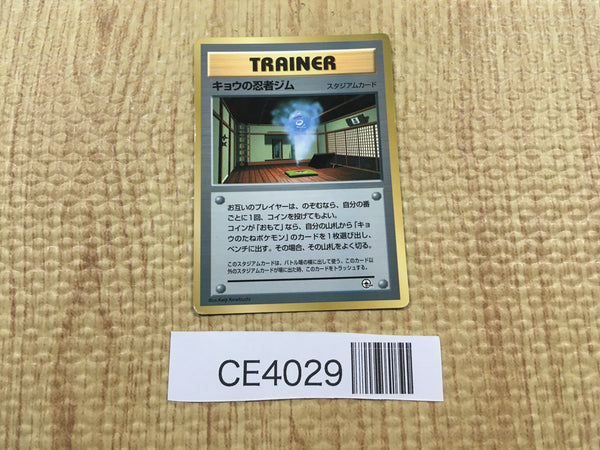 TRAINER
キョウの忍者ジム スタジアムカード
お互いのプレイヤーは、のぞむなら、自分の番
ごとに1回、コインを投げてもよい。
コインが「おもて」なら、自分の山札から「キョ
ウのたねポケモン」のカードを1枚選び出し、
ベンチに出す。その場合、その山札をよく切る。
このスタジアムカードは、バトル場の横に出して使う。このカード以
外のスタジアムカードが場に出た時、このカードをトラッシュする。
Illus. Keiji Kinebuchi
CE4029